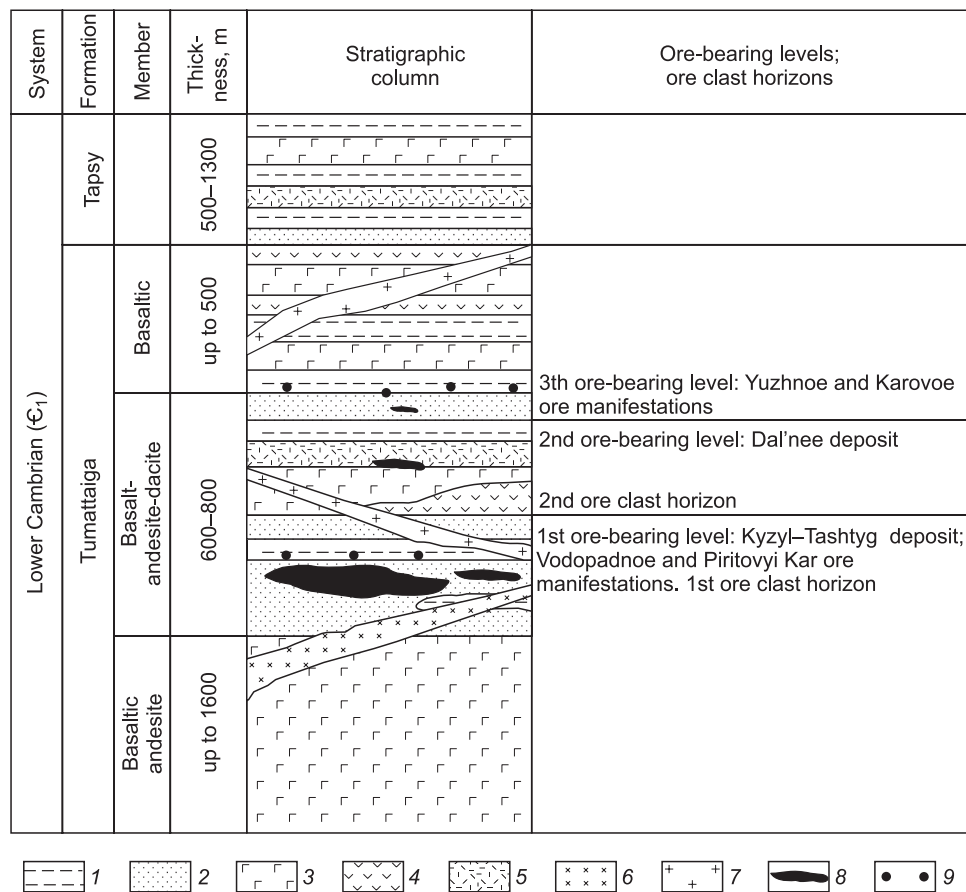 System
Formation
Member
Thick-
ness, m
Stratigraphic
column
Ore-bearing levels;
ore clast horizons
Lower Cambrian (Є1)
Tapsy
500–1300
Tumattaiga
Basaltic
up to 500
3th ore-bearing level: Yuzhnoe and Karovoe
ore manifestations
Basalt-
andesite-dacite
600–800
2nd ore-bearing level: Dal’nee deposit
2nd ore clast horizon
1st ore-bearing level: Kyzyl–Tashtyg deposit;
Vodopadnoe and Piritovyi Kar ore
manifestations. 1st ore clast horizon
Basaltic
andesite
up to 1600
1 2 3 4 5 6 7 8 9